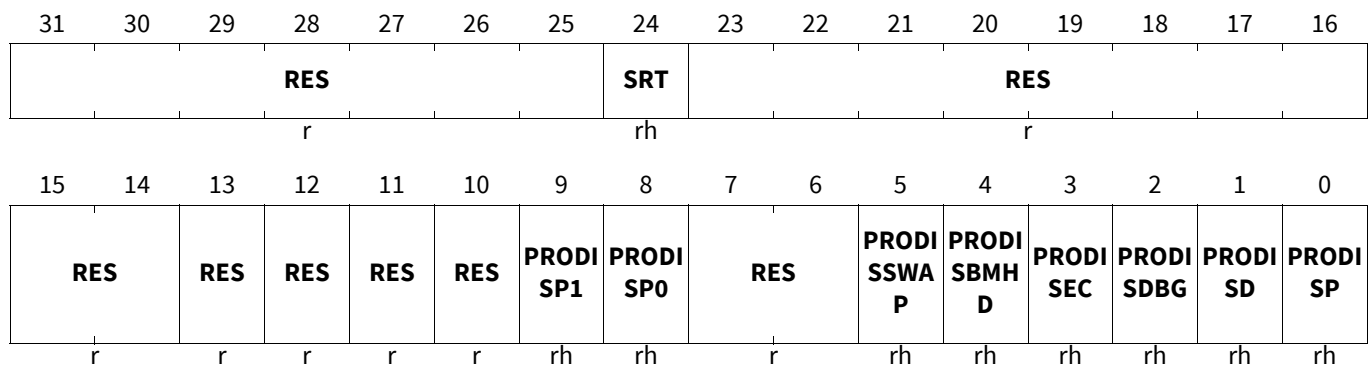 31 30 29 28 27 26 25 24 23 22 21 20 19 18 17 16
RES SRT RES
r rh r
15 14 13 12 11 10 9 8 7 6 5 4 3 2 1 0
RES RES RES RES RES PRODI SP1 PRODI SP0 RES PRODI SSWA P PRODI SBMH D PRODI SEC PRODI SDBG PRODI SD PRODI SP
r r r r r rh rh r rh rh rh rh rh rh